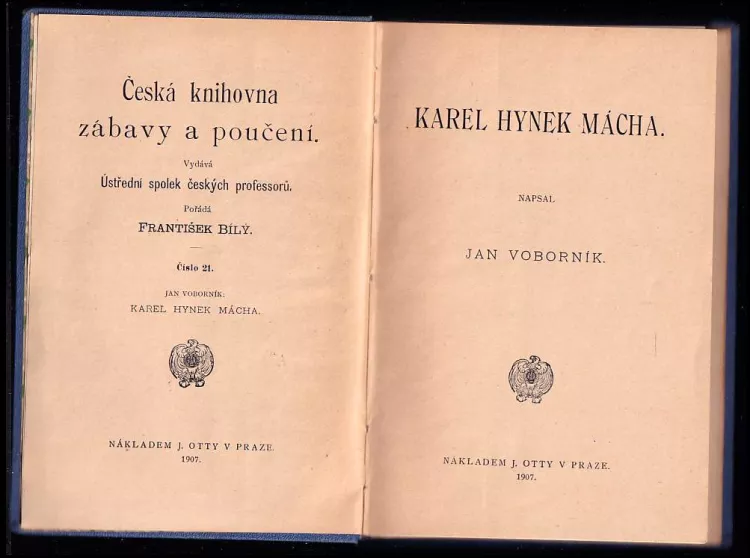 Česká knihovna
zábavy a poučení.
Vydává
Ústřední spolek českých professorů.
Pořádá
FRANTIŠEK BÍLÝ.
Číslo 21.
JAN VOBORNÍK:
KAREL HYNEK MÁCHA.
NÁKLADEM J. OTTY V PRAZE.
1907.
KAREL HYNEK MÁCHA.
NAPSAL
JAN VOBORNÍK.
NÁKLADEM J. OTTY V PRAZE.
1907.